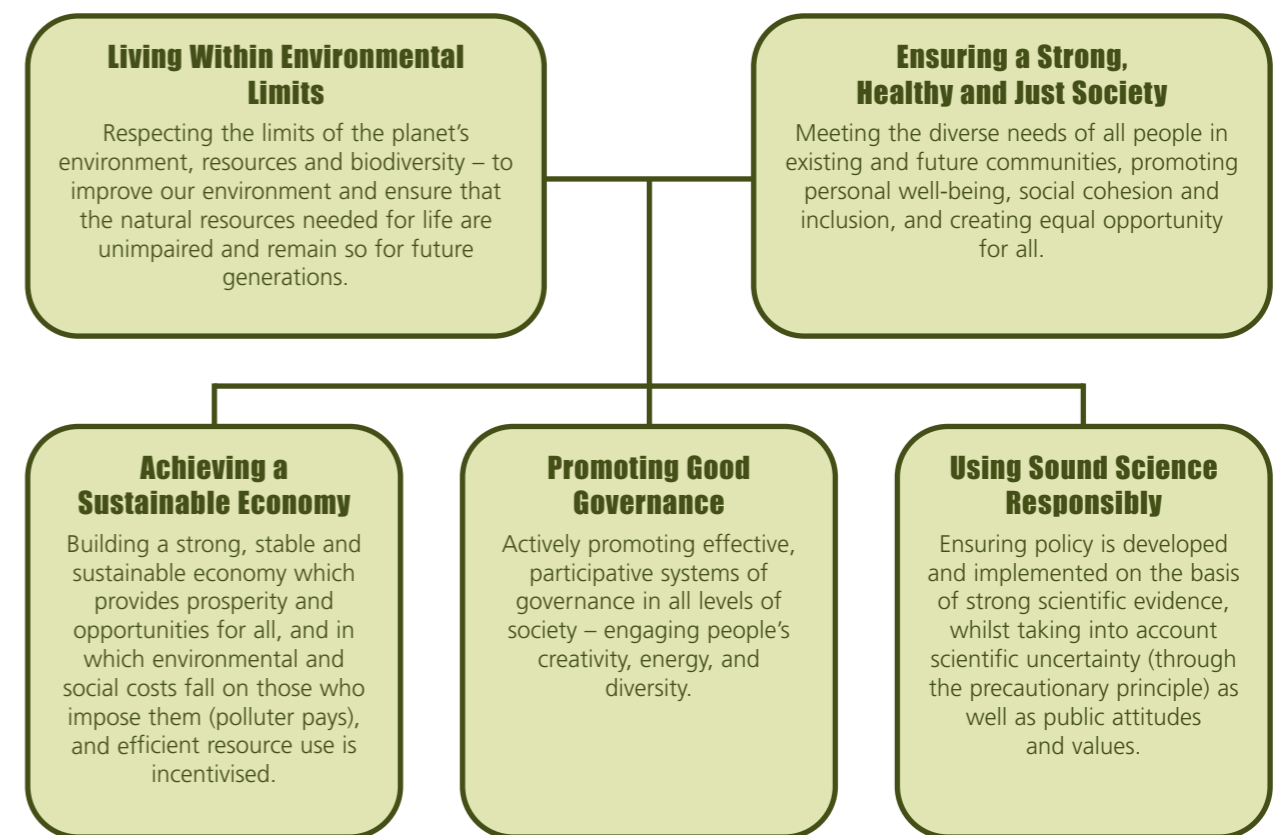 Living Within Environmental
Limits
Respecting the limits of the planet’s
environment, resources and biodiversity – to
improve our environment and ensure that
the natural resources needed for life are
unimpaired and remain so for future
generations.
Ensuring a Strong,
Healthy and Just Society
Meeting the diverse needs of all people in
existing and future communities, promoting
personal well-being, social cohesion and
inclusion, and creating equal opportunity
for all.
Achieving a
Sustainable Economy
Building a strong, stable and
sustainable economy which
provides prosperity and
opportunities for all, and in
which environmental and
social costs fall on those who
impose them (polluter pays),
and efficient resource use is
incentivised.
Promoting Good
Governance
Actively promoting effective,
participative systems of
governance in all levels of
society – engaging people’s
creativity, energy, and
diversity.
Using Sound Science
Responsibly
Ensuring policy is developed
and implemented on the basis
of strong scientific evidence,
whilst taking into account
scientific uncertainty (through
the precautionary principle) as
well as public attitudes
and values.